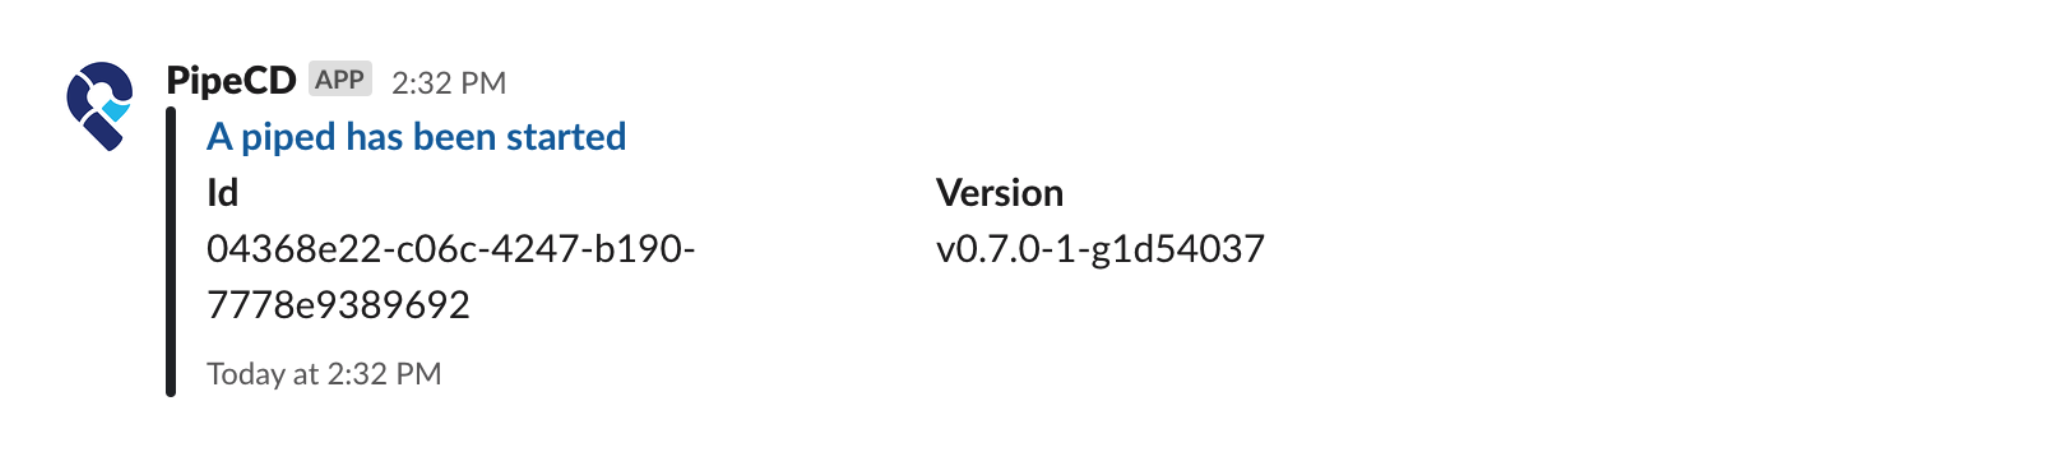 PipeCD APP 2:32 PM
A piped has been started
Id Version
04368e22-c06c-4247-b190- v0.7.0-1-g1d54037
7778e9389692
Today at 2:32 PM